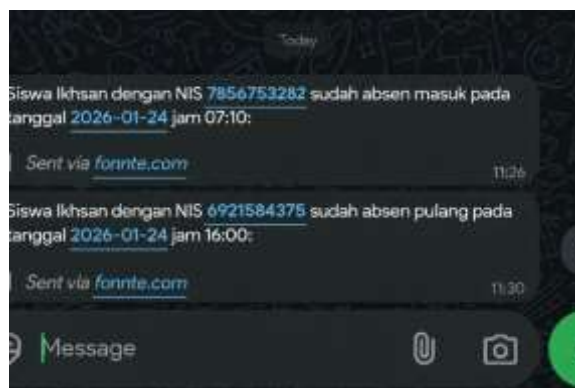 Today
Siswa Ikhsan dengan NIS 7856753282 sudah absen masuk pada
tanggal 2026-01-24 jam 07:10:
Sent via fonnte.com
11:26
Siswa Ikhsan dengan NIS 6921584375 sudah absen pulang pada
tanggal 2026-01-24 jam 16:00:
Sent via fonnte.com
11:30
Message